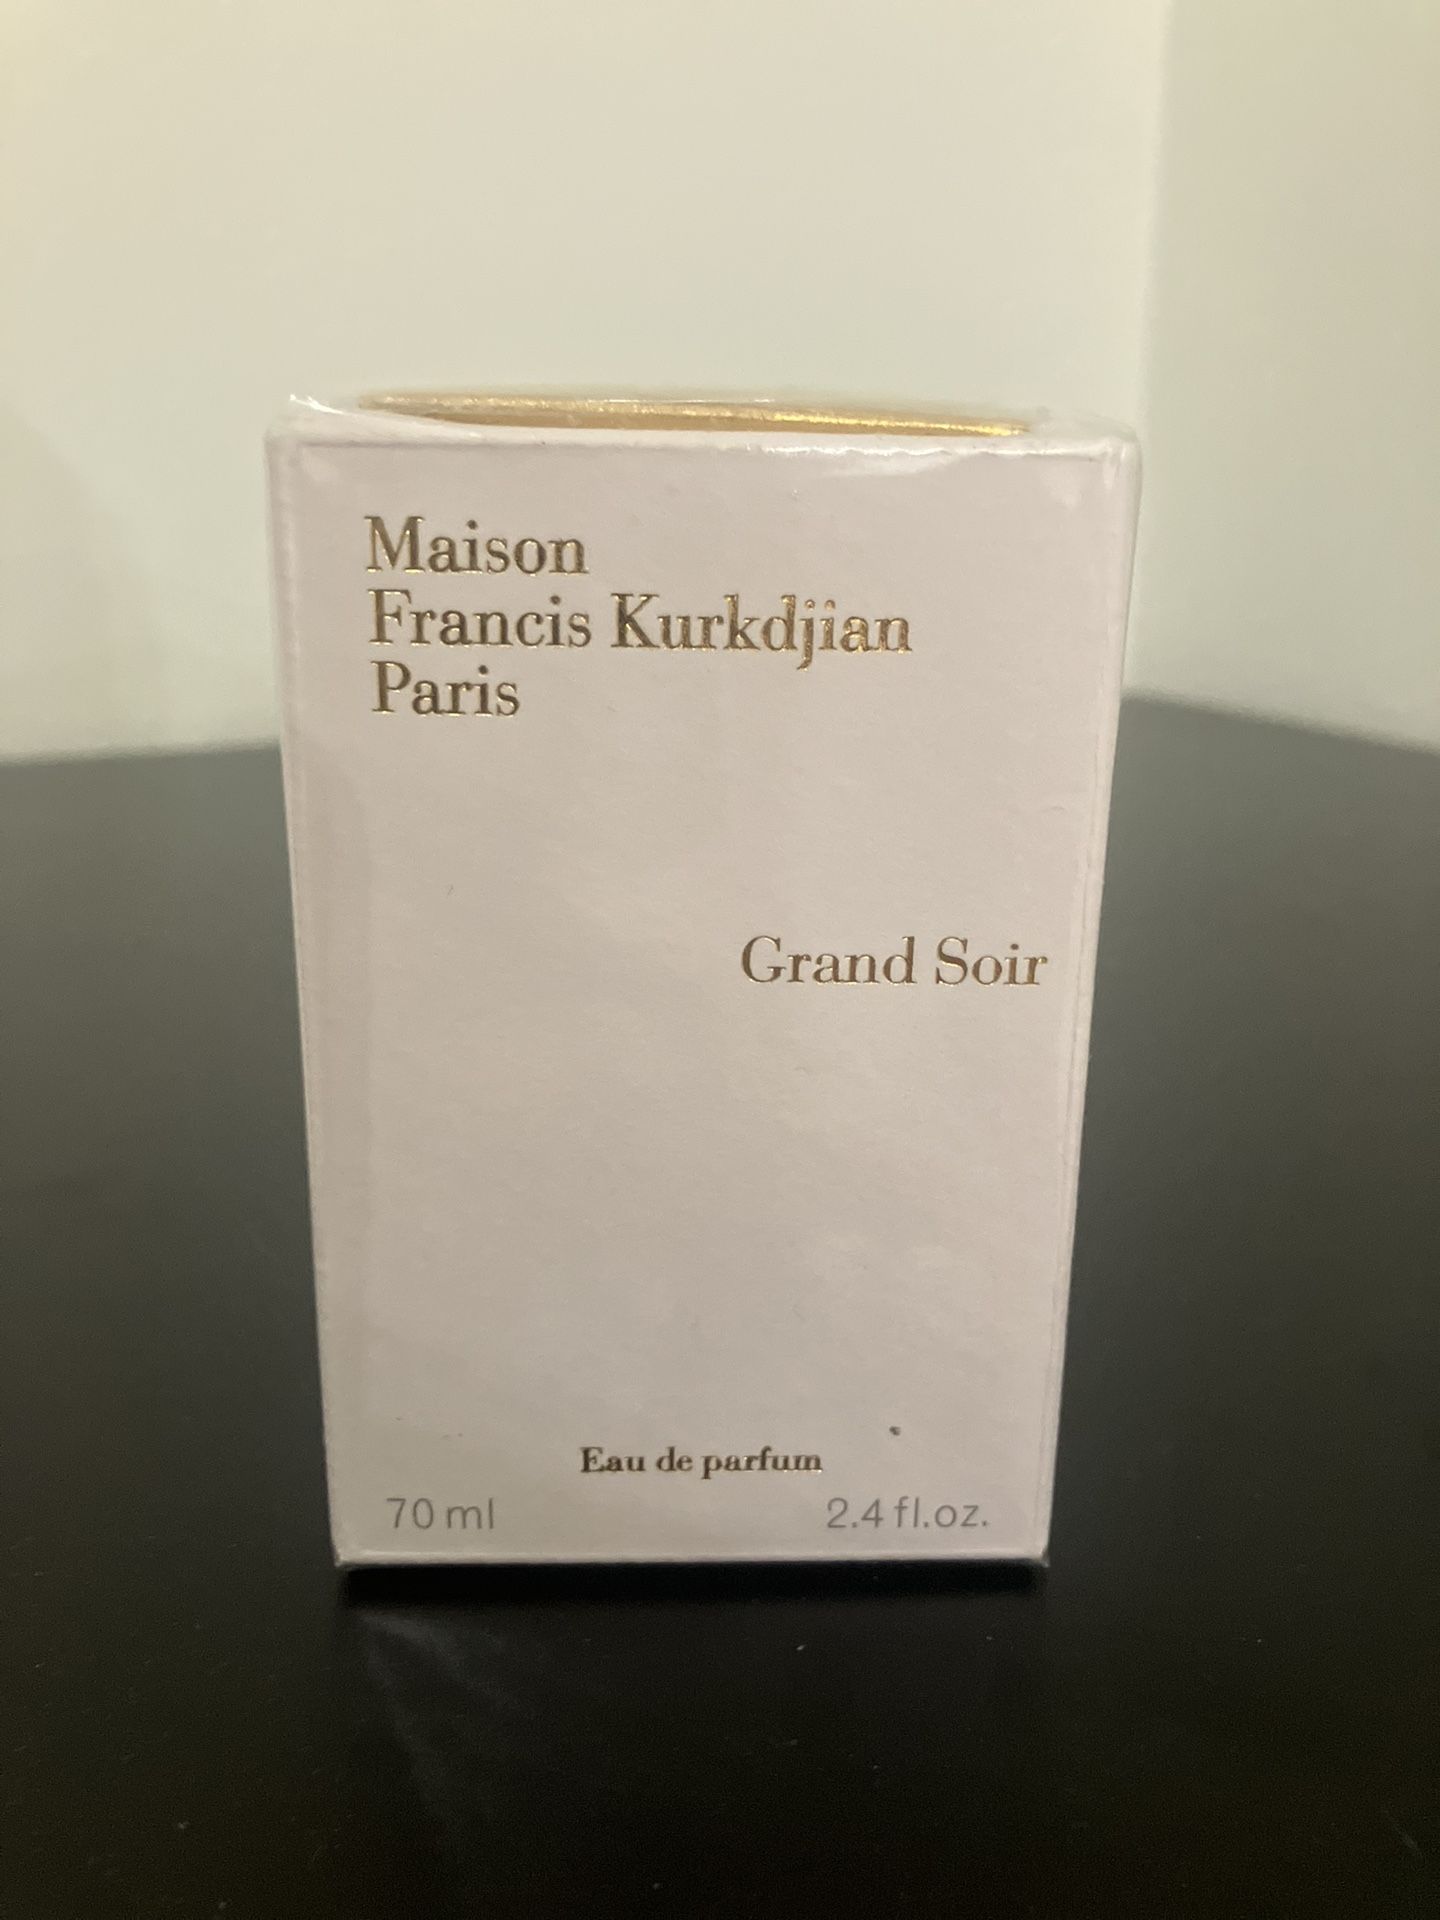 Maison
Francis Kurkdjian
Paris
Grand Soir
Eau de parfum
70 ml 2.4 fl.oz.